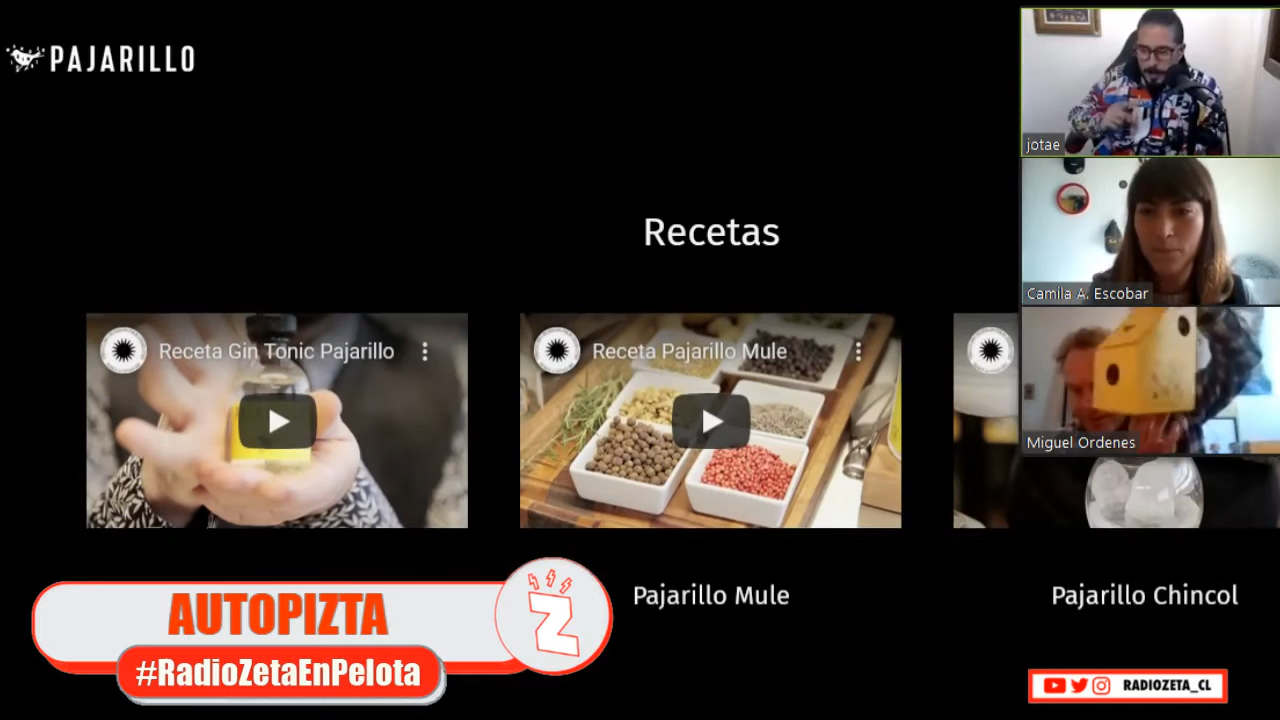 PAJARILLO
jotae
Recetas
Camila A. Escobar
Receta Gin Tonic Pajarillo
Receta Pajarillo Mule
Miguel Ordenes
Pajarillo Mule
Pajarillo Chincol
AUTOPIZTA
Z
#RadioZetaEnPelota
RADIOZETA_CL